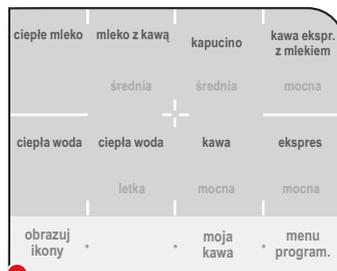 ciepłe mleko mleko z kawą kapucino kawa ekspr. z mlekiem
średnia średnia mocna
ciepła woda ciepła woda kawa ekspres
letka mocna mocna
obrazuj ikony moja kawa menu program.